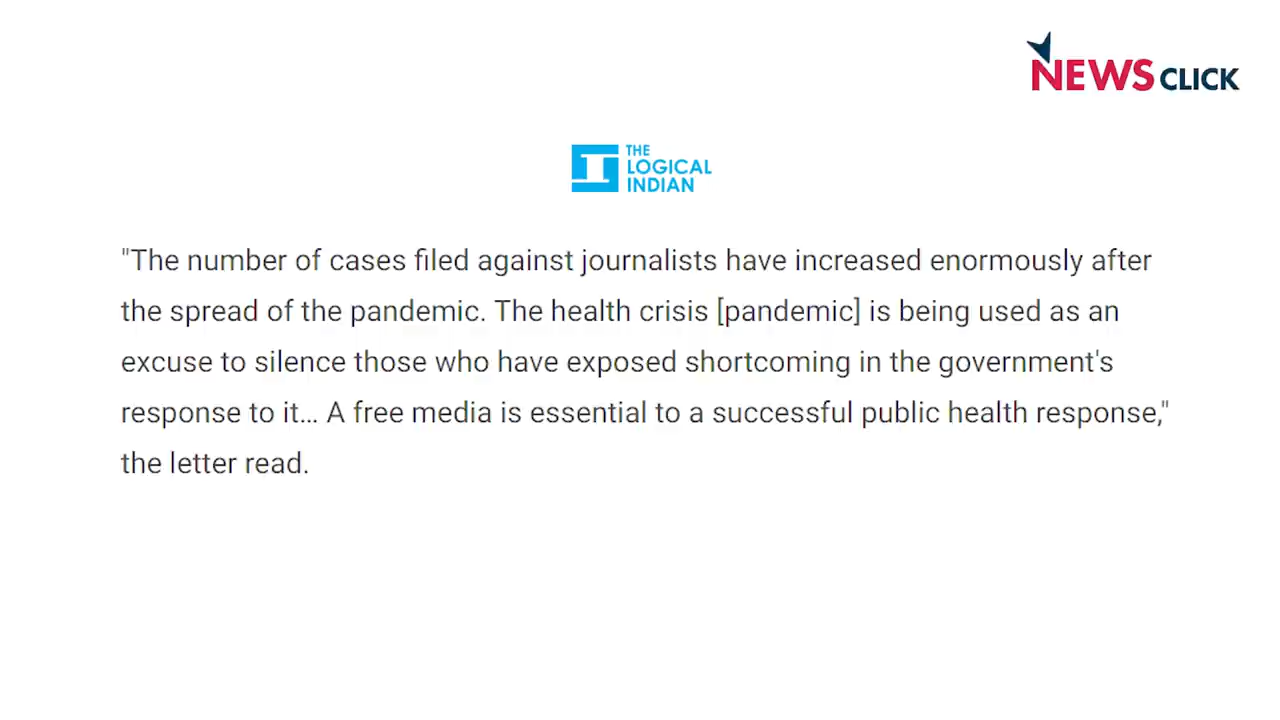 NEWS CLICK
THE
LOGICAL
INDIAN
"The number of cases filed against journalists have increased enormously after
the spread of the pandemic. The health crisis [pandemic] is being used as an
excuse to silence those who have exposed shortcoming in the government's
response to it... A free media is essential to a successful public health response,"
the letter read.